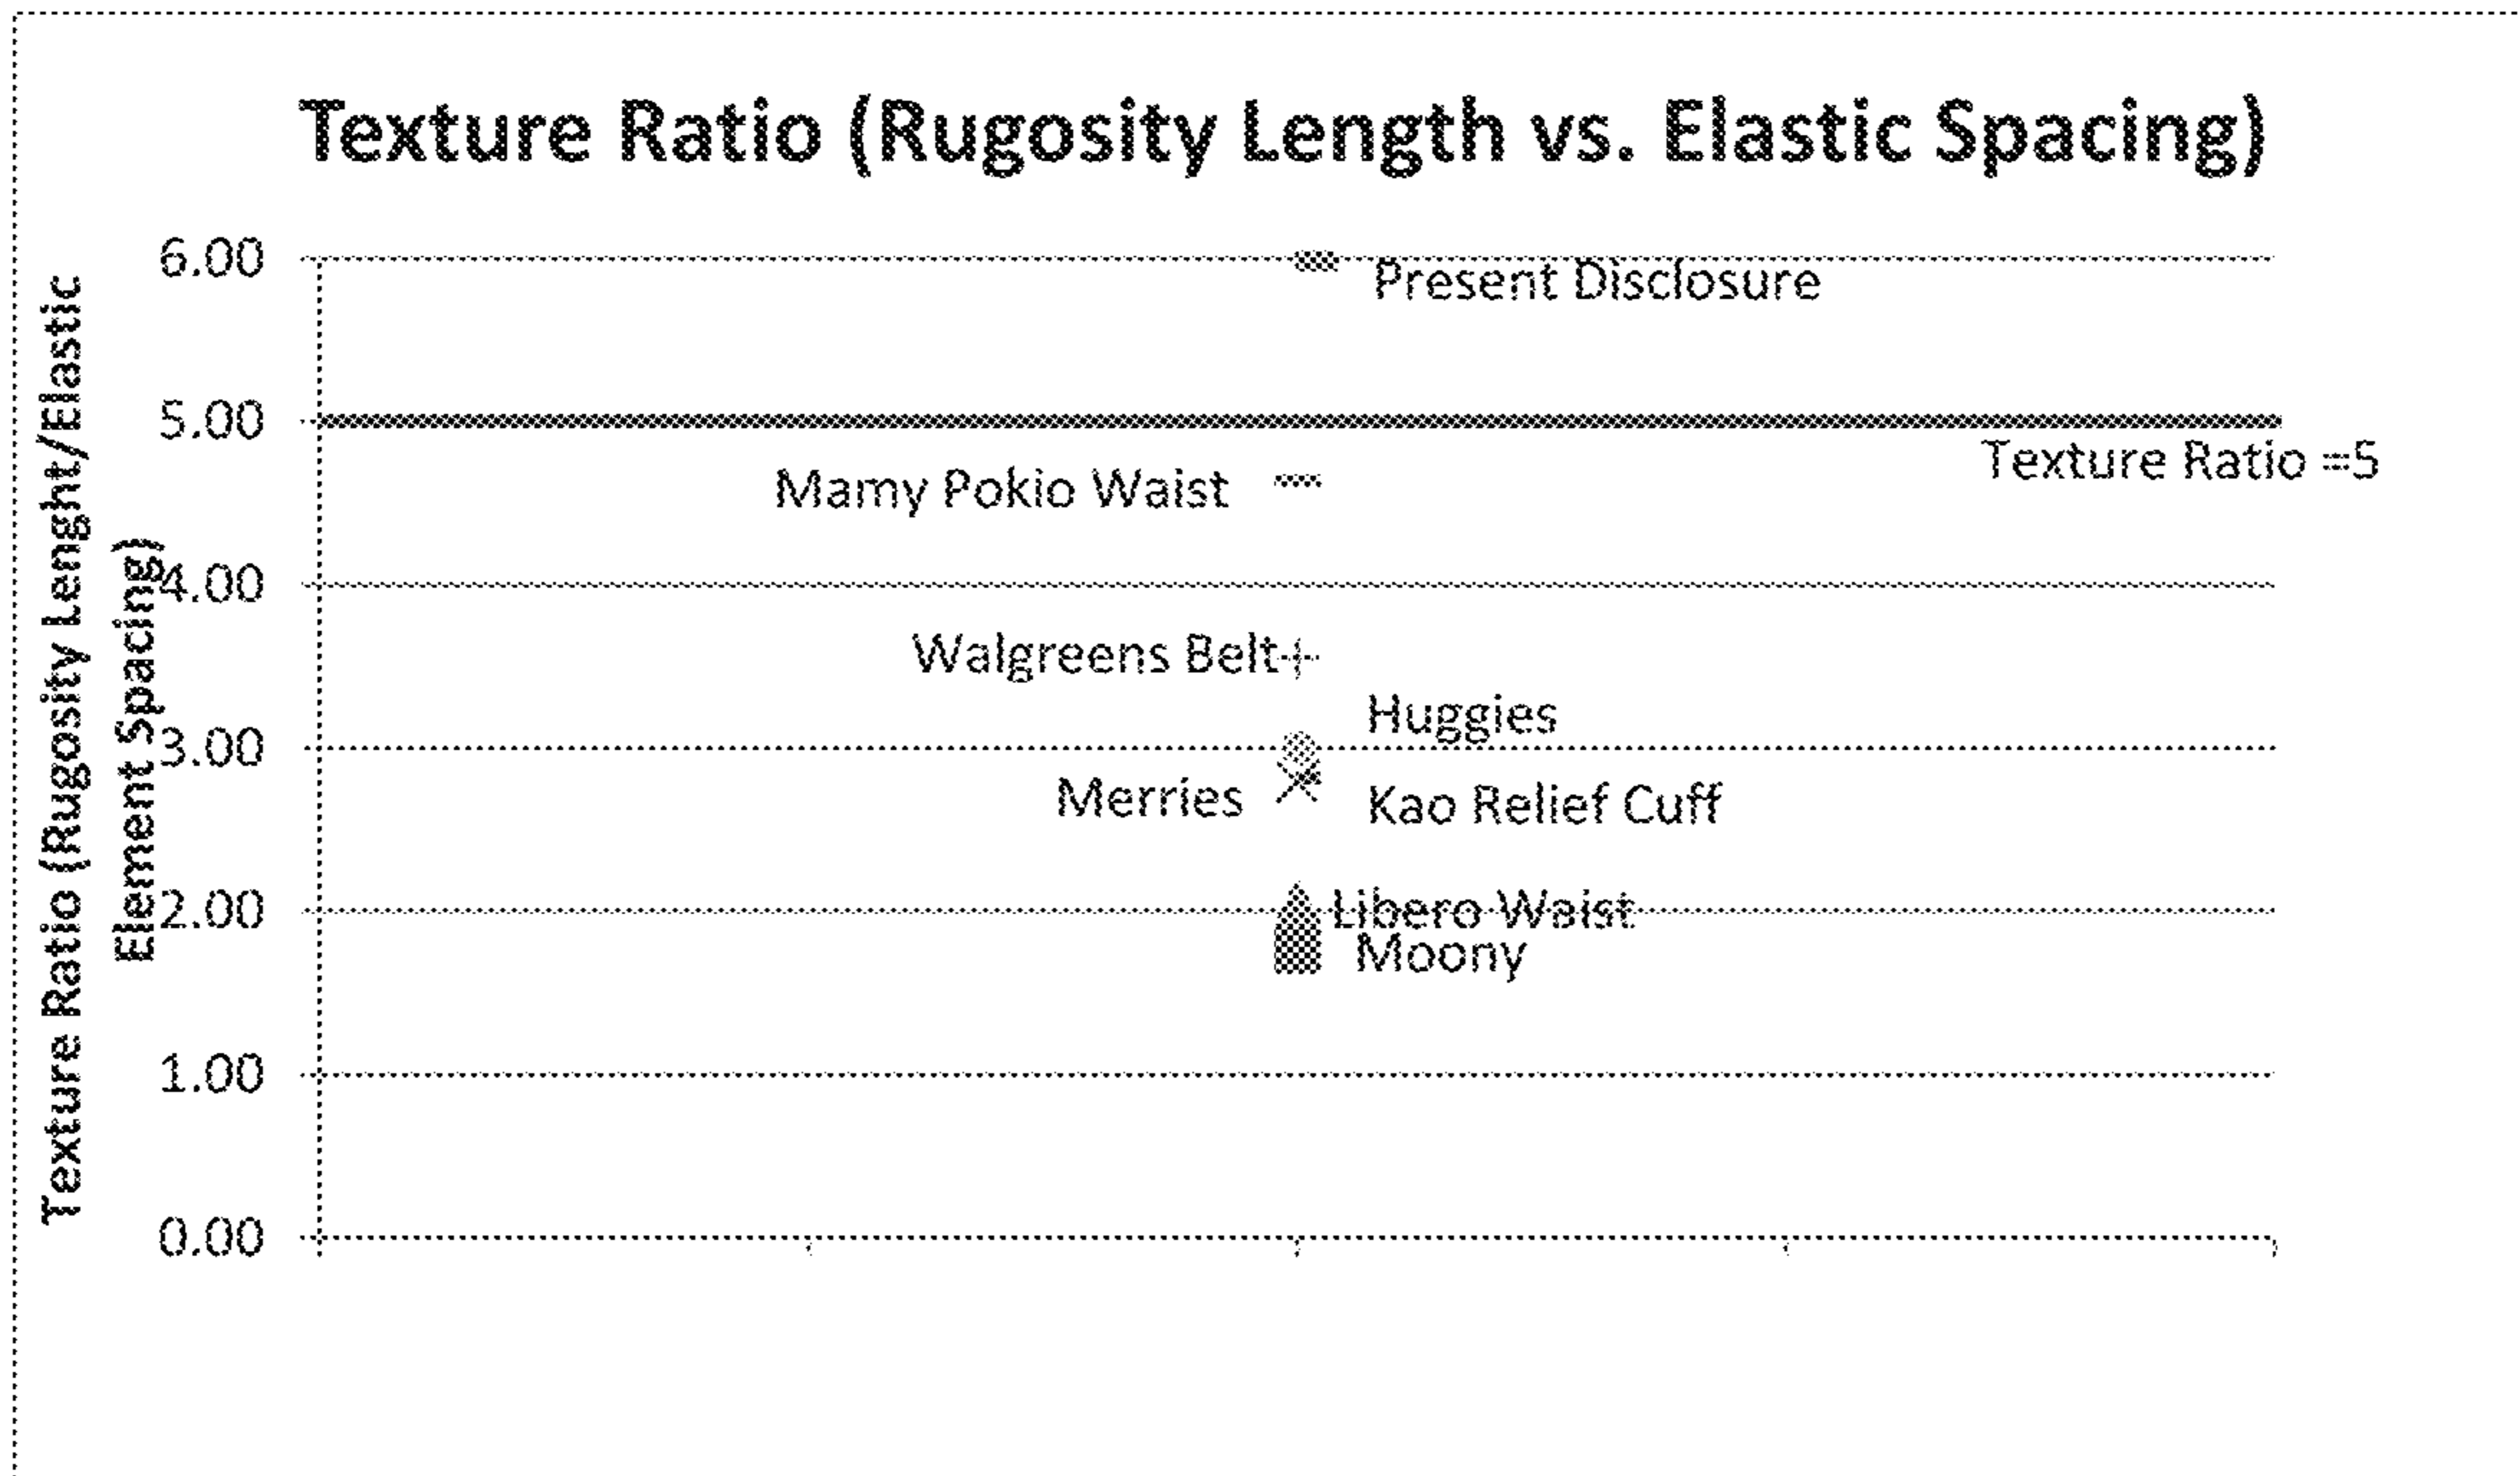 Texture Ratio (Rugosity Length vs. Elastic Spacing)
Texture Ratio (Rugosity Lenght/Elastic
Element Spacing)
6.00
Present Disclosure
5.00
Texture Ratio =5
Mamy Pokio Waist
4.00
Walgreens Belt
Huggies
3.00
Merries
Kao Relief Cuff
2.00
Libero Waist
Moony
1.00
0.00